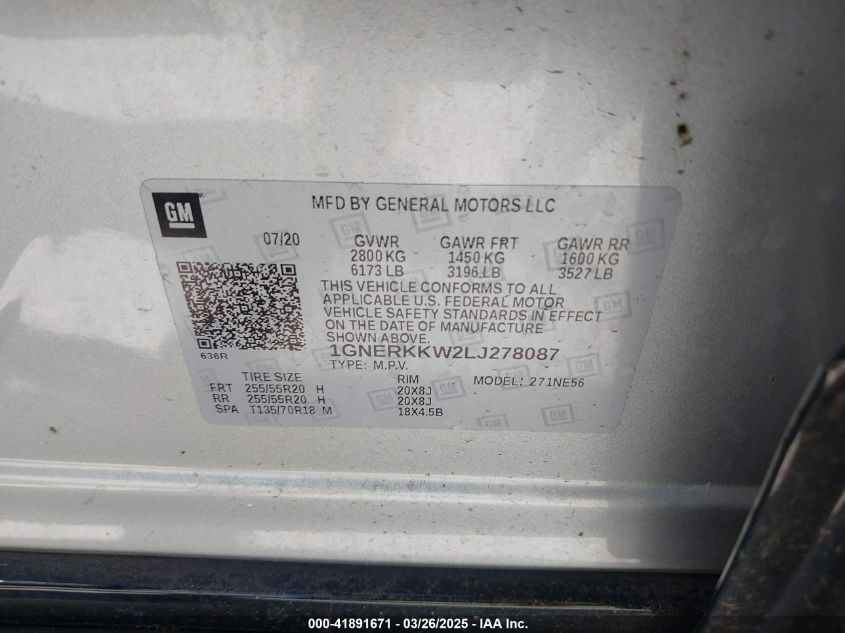 GM
MFD BY GENERAL MOTORS LLC
07/20 GVWR GAWR FRT GAWR RR
2800 KG 1450 KG 1600 KG
6173 LB 3196 LB 3527 LB
THIS VEHICLE CONFORMS TO ALL
APPLICABLE U.S. FEDERAL MOTOR
VEHICLE SAFETY STANDARDS IN EFFECT
ON THE DATE OF MANUFACTURE
SHOWN ABOVE.
636R 1GNERKKW2LJ278087
TYPE: M.P.V.
TIRE SIZE RIM MODEL: 271NE56
FRT 255/55R20 H 20X8J
RR 255/55R20 H 20X8J
SPA T135/70R18 M 18X4.5B
000-41891671 - 03/26/2025 - IAAI.com